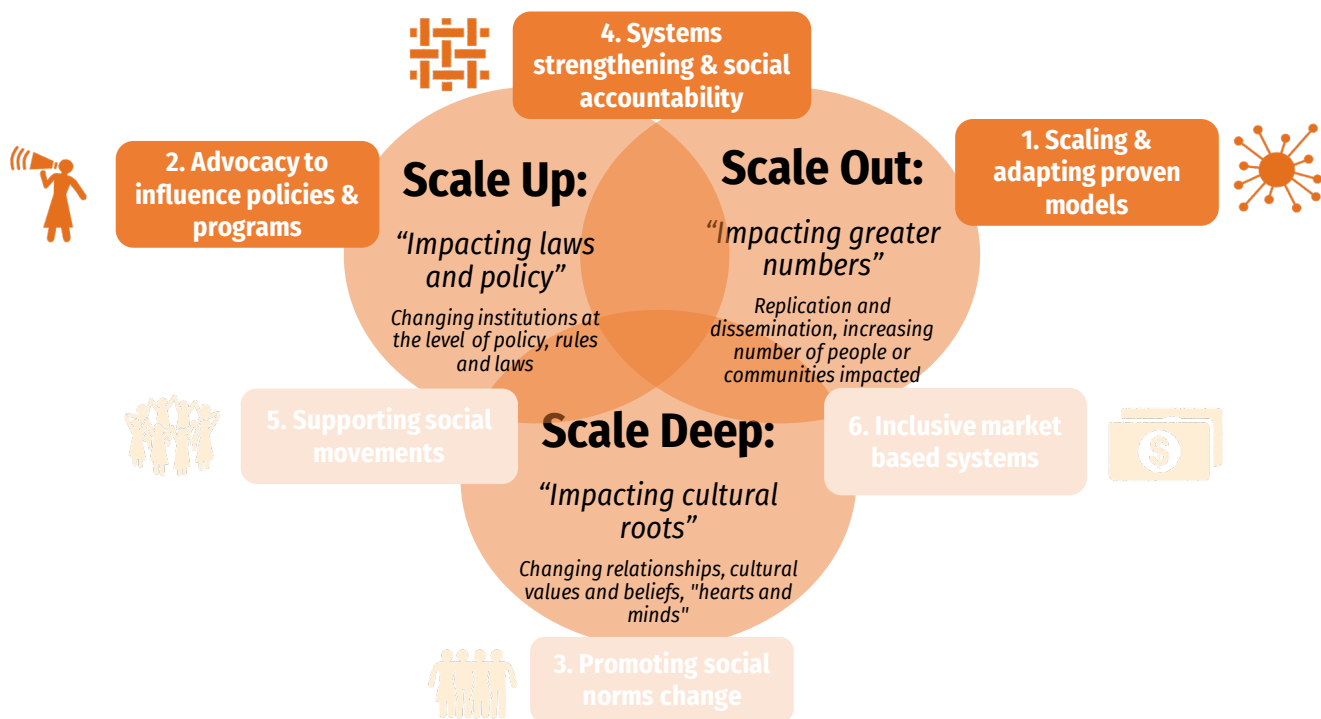 4. Systems
strengthening & social
accountability
2. Advocacy to
influence policies &
programs
1. Scaling &
adapting proven
models
Scale Up:
“Impacting laws
and policy”
Changing institutions at
the level of policy, rules
and laws
Scale Out:
“Impacting greater
numbers”
Replication and
dissemination, increasing
number of people or
communities impacted
5. Supporting social
movements
6. Inclusive market
based systems
$
Scale Deep:
“Impacting cultural
roots”
Changing relationships, cultural
values and beliefs, "hearts and
minds"
3. Promoting social
norms change